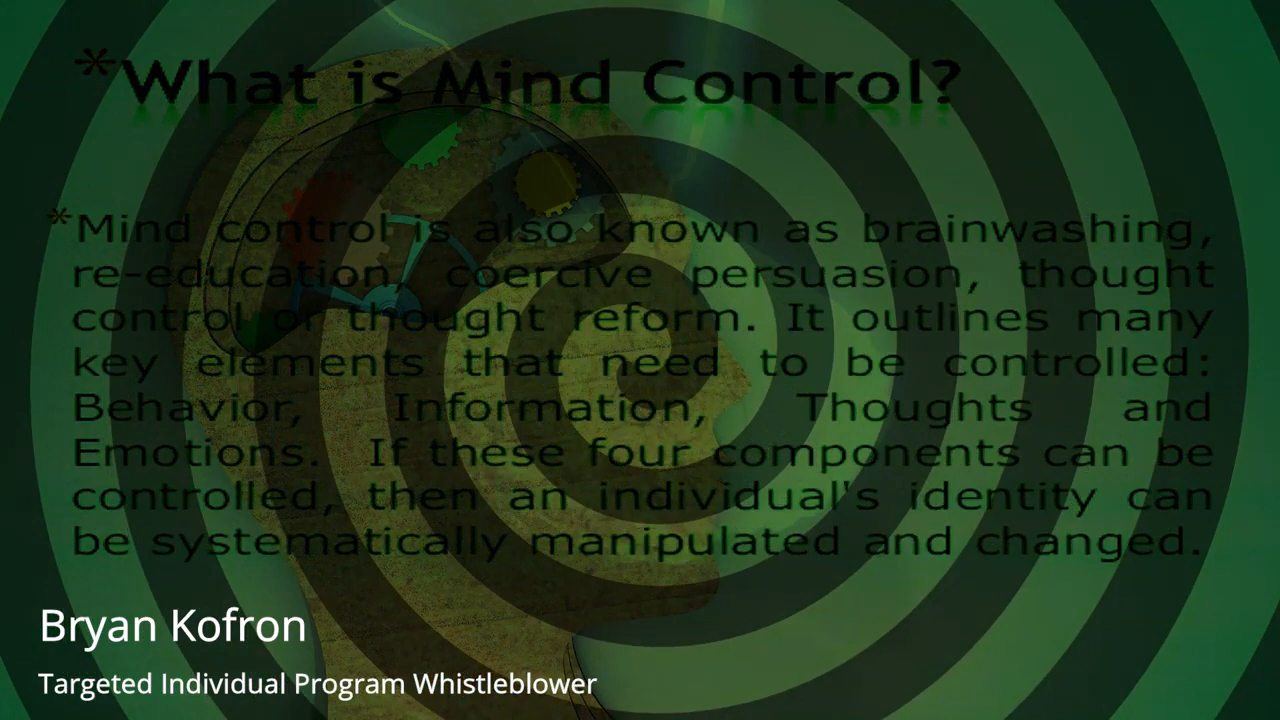 *What is Mind Control?
*Mind control is also known as brainwashing,
re-education, coercive persuasion, thought
control or thought reform. It outlines many
key elements that need to be controlled:
Behavior, Information, Thoughts and
Emotions. If these four components can be
controlled, then an individual's identity can
be systematically manipulated and changed.
Bryan Kofron
Targeted Individual Program Whistleblower